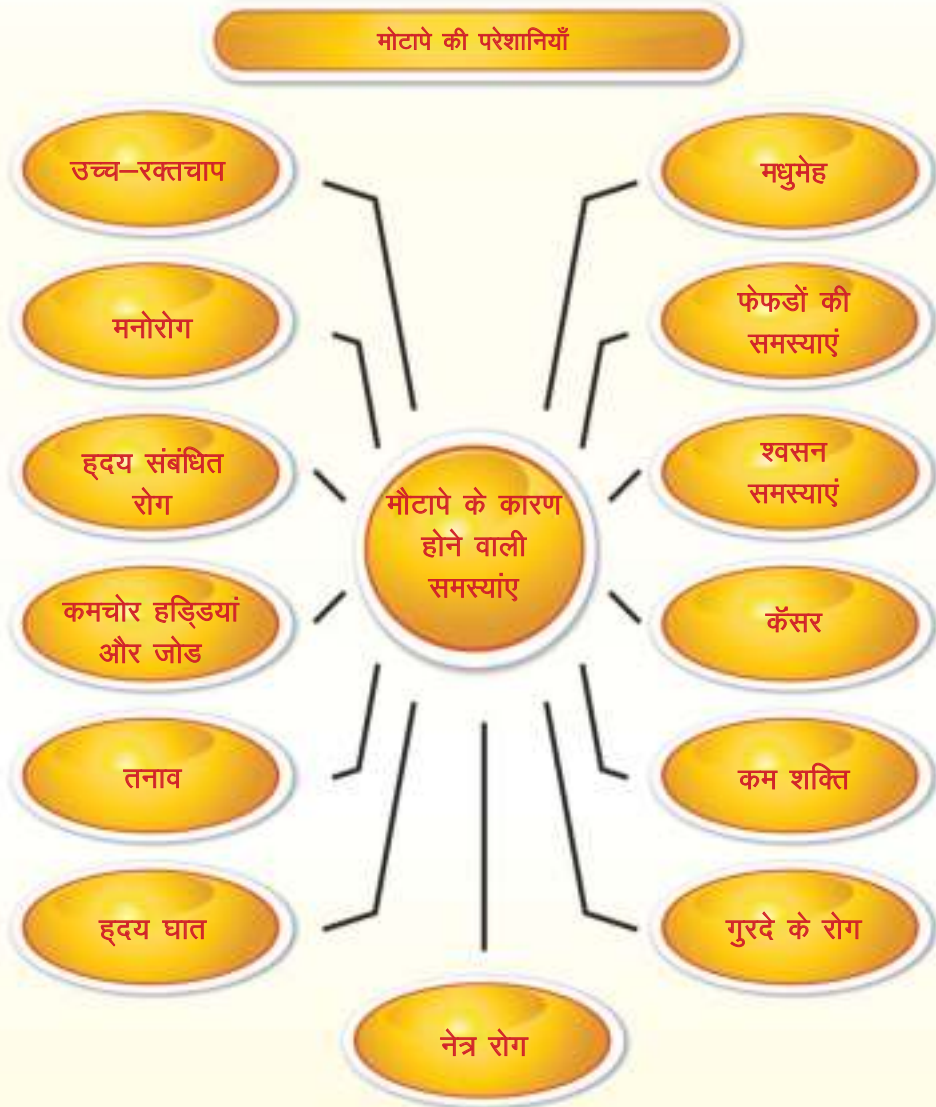 मोटापे की परेशानियाँ
उच्च–रक्तचाप
मनोरोग
ह्दय संबंधित
रोग
कमचोर हड्डियां
और जोड
तनाव
ह्दय घात
मौटापे के कारण
होने वाली
समस्यांए
मधुमेह
फेफडों की
समस्याएं
श्वसन
समस्याएं
कॅसर
कम शक्ति
गुरदे के रोग
नेत्र रोग